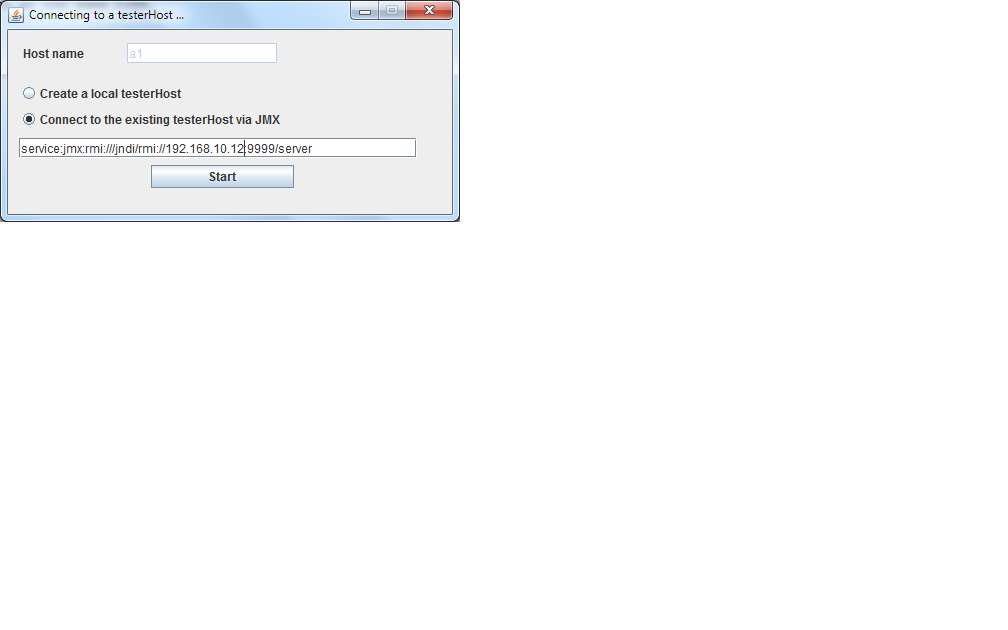 Connecting to a testerHost ...
Host name a1
Create a local testerHost
Connect to the existing testerHost via JMX
service:jmx:rmi:///jndi/rmi://192.168.10.12:9999/server
Start